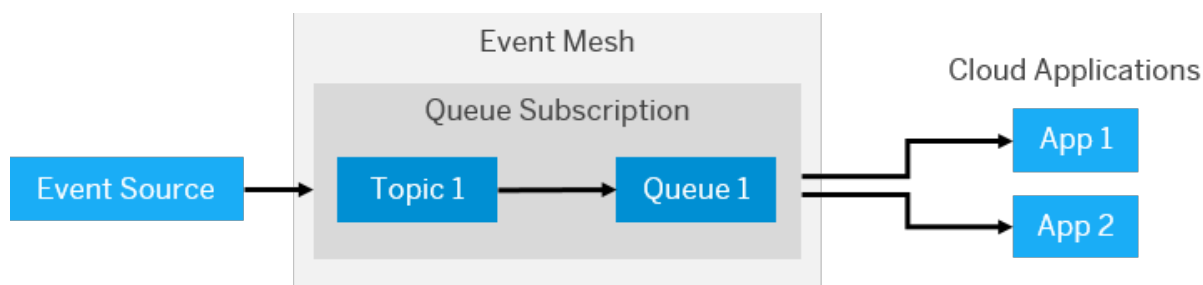 Event Mesh
Cloud Applications
Queue Subscription
App 1
Event Source
Topic 1
Queue 1
App 2